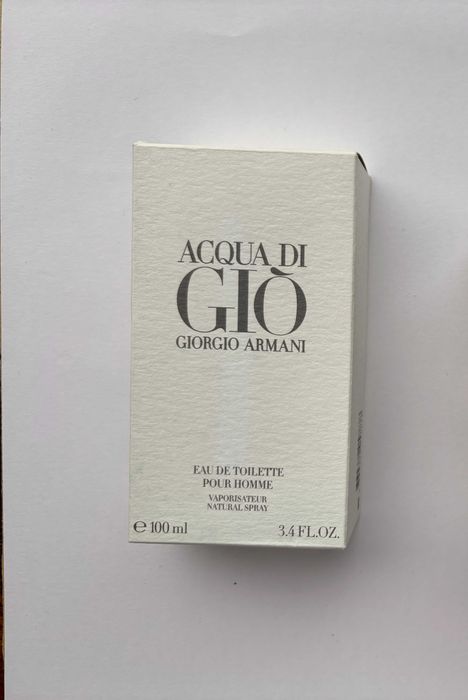 ACQUA DI
GIÒ
GIORGIO ARMANI
EAU DE TOILETTE
POUR HOMME
VAPORISATEUR
NATURAL SPRAY
℮ 100 ml 3.4 FL.OZ.